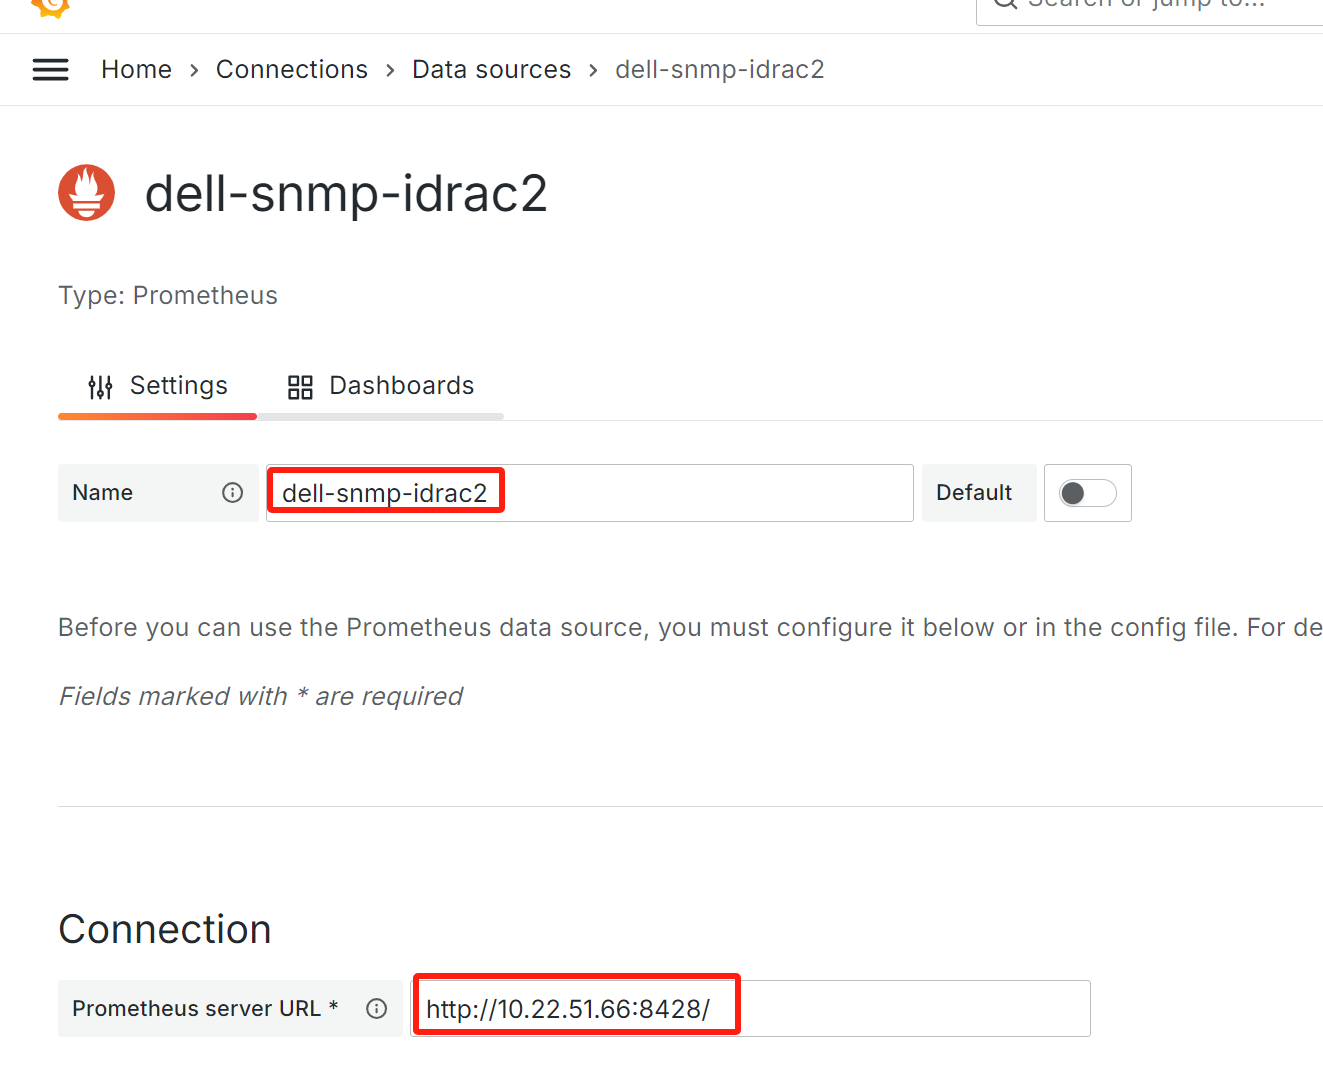 Search or jump to...
Home > Connections > Data sources > dell-snmp-idrac2
dell-snmp-idrac2
Type: Prometheus
Settings Dashboards
Name dell-snmp-idrac2 Default
Before you can use the Prometheus data source, you must configure it below or in the config file. For de
Fields marked with * are required
Connection
Prometheus server URL * http://10.22.51.66:8428/